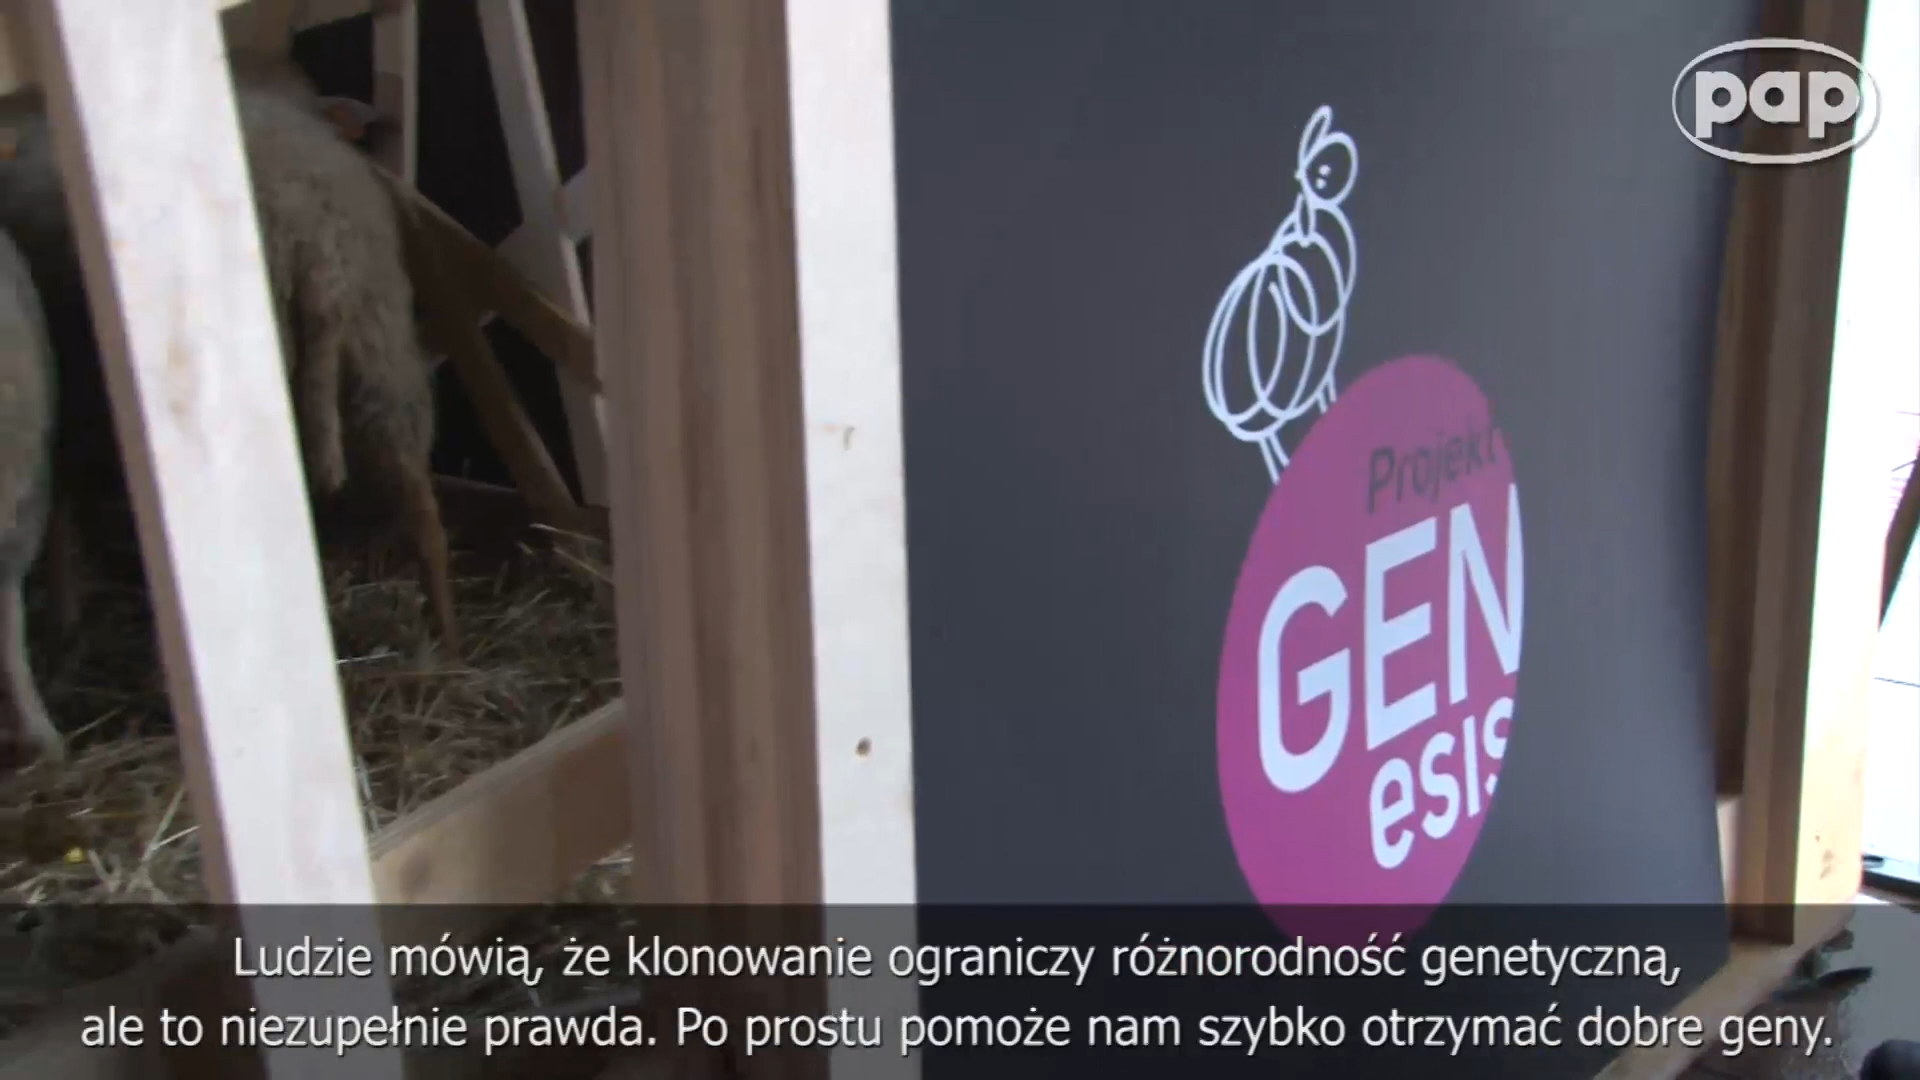 pap
Projekt
GEN
esis
Ludzie mówią, że klonowanie ograniczy różnorodność genetyczną,
ale to niezupełnie prawda. Po prostu pomoże nam szybko otrzymać dobre geny.